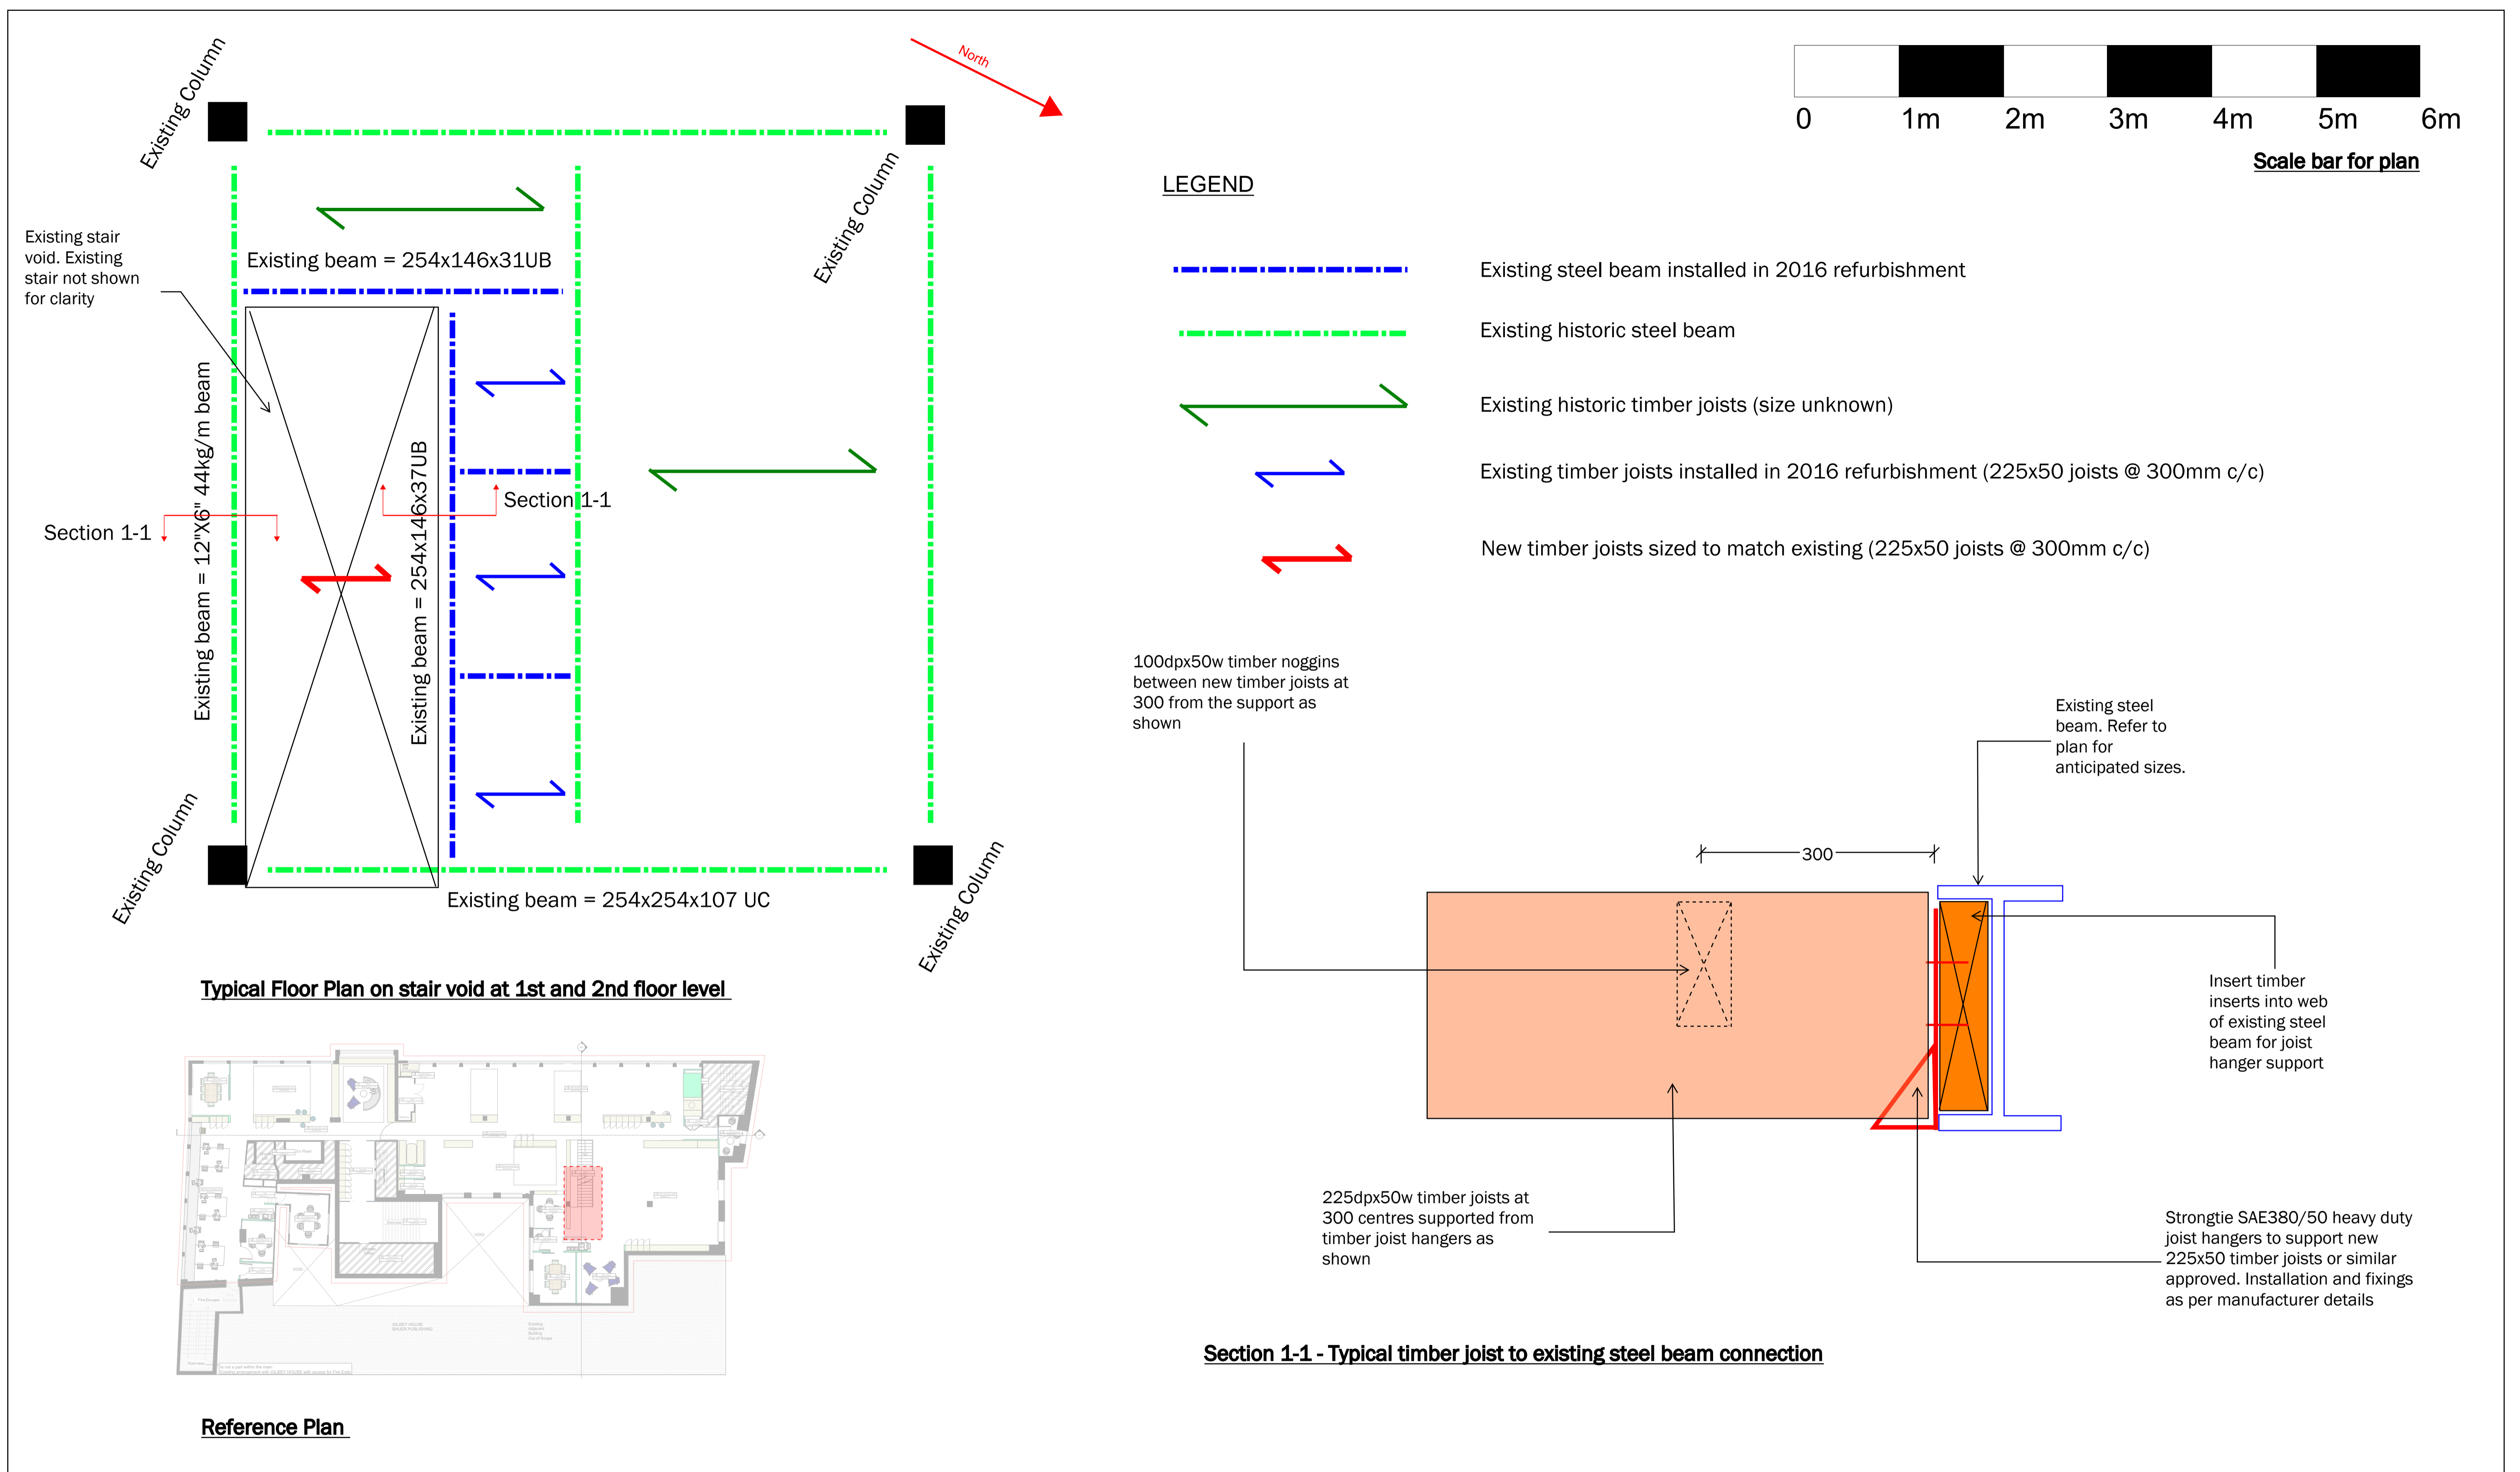 North
Existing Column
Existing Column
Existing Column
Existing Column
Existing stair
void. Existing
stair not shown
for clarity
Existing beam = 254x146x31UB
Existing beam = 12"X6" 44kg/m beam
Existing beam = 254x146x37UB
Section 1-1
Section 1-1
Existing beam = 254x254x107 UC
Typical Floor Plan on stair void at 1st and 2nd floor level
0
1m
2m
3m
4m
5m
6m
Scale bar for plan
LEGEND
Existing steel beam installed in 2016 refurbishment
Existing historic steel beam
Existing historic timber joists (size unknown)
Existing timber joists installed in 2016 refurbishment (225x50 joists @ 300mm c/c)
New timber joists sized to match existing (225x50 joists @ 300mm c/c)
100dpx50w timber noggins
between new timber joists at
300 from the support as
shown
Existing steel
beam. Refer to
plan for
anticipated sizes.
300
Insert timber
inserts into web
of existing steel
beam for joist
hanger support
225dpx50w timber joists at
300 centres supported from
timber joist hangers as
shown
Strongtie SAE380/50 heavy duty
joist hangers to support new
225x50 timber joists or similar
approved. Installation and fixings
as per manufacturer details
Section 1-1 - Typical timber joist to existing steel beam connection
Existing
Adjacent
Building
Out of Scope
Reference Plan